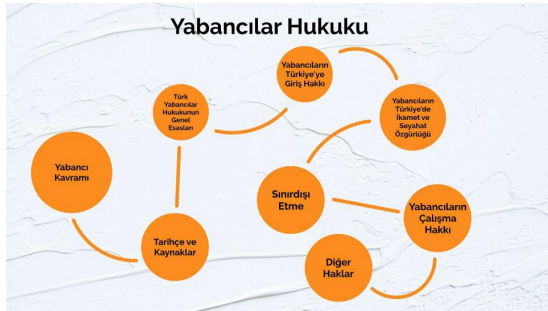 Yabancılar Hukuku
Yabancı
Kavramı
Tarihçe ve
Kaynaklar
Türk
Yabancılar
Hukukunun
Genel
Esasları
Yabancıların
Türkiye'ye
Giriş Hakkı
Yabancıların
Türkiye'de
İkamet ve
Seyahat
Özgürlüğü
Sınırdışı
Etme
Yabancıların
Çalışma
Hakkı
Diğer
Haklar